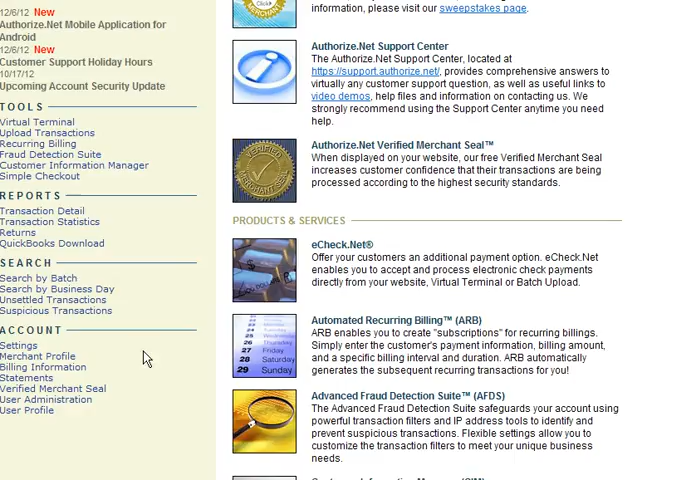 12/6/12 New
Authorize.Net Mobile Application for
Android
12/6/12 New
Customer Support Holiday Hours
10/17/12
Upcoming Account Security Update
TOOLS
Virtual Terminal
Upload Transactions
Recurring Billing
Fraud Detection Suite
Customer Information Manager
Simple Checkout
REPORTS
Transaction Detail
Transaction Statistics
Returns
QuickBooks Download
SEARCH
Search by Batch
Search by Business Day
Unsettled Transactions
Suspicious Transactions
ACCOUNT
Settings
Merchant Profile
Billing Information
Statements
Verified Merchant Seal
User Administration
User Profile
information, please visit our sweepstakes page.
Authorize.Net Support Center
The Authorize.Net Support Center, located at
https://support.authorize.net/, provides comprehensive answers to
virtually any customer support question, as well as useful links to
video demos, help files and information on contacting us. We
strongly recommend using the Support Center anytime you need
help.
VERIFIED
MERCHANT SEAL
Authorize.Net Verified Merchant Seal™
When displayed on your website, our free Verified Merchant Seal
increases customer confidence that their transactions are being
processed according to the highest security standards.
PRODUCTS & SERVICES
eCheck.Net®
Offer your customers an additional payment option. eCheck.Net
enables you to accept and process electronic check payments
directly from your website, Virtual Terminal or Batch Upload.
25
26 Thursday
27 Friday
28 Saturday
29 Sunday
Automated Recurring Billing™ (ARB)
ARB enables you to create "subscriptions" for recurring billings.
Simply enter the customer's payment information, billing amount,
and a specific billing interval and duration. ARB automatically
generates the subsequent recurring transactions for you!
Advanced Fraud Detection Suite™ (AFDS)
The Advanced Fraud Detection Suite safeguards your account using
powerful transaction filters and IP address tools to identify and
prevent suspicious transactions. Flexible settings allow you to
customize the transaction filters to meet your unique business
needs.